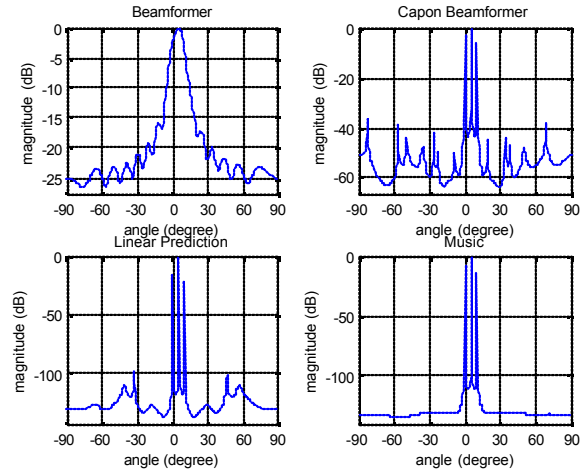 Beamformer
Capon Beamformer
0
-5
-10
-15
-20
-25
magnitude (dB)
-90 -60 -30 0 30 60 90
angle (degree)
0
-20
-40
-60
magnitude (dB)
-90 -60 -30 0 30 60 90
angle (degree)
Linear Prediction
Music
0
-50
-100
magnitude (dB)
-90 -60 -30 0 30 60 90
angle (degree)
0
-50
-100
magnitude (dB)
-90 -60 -30 0 30 60 90
angle (degree)